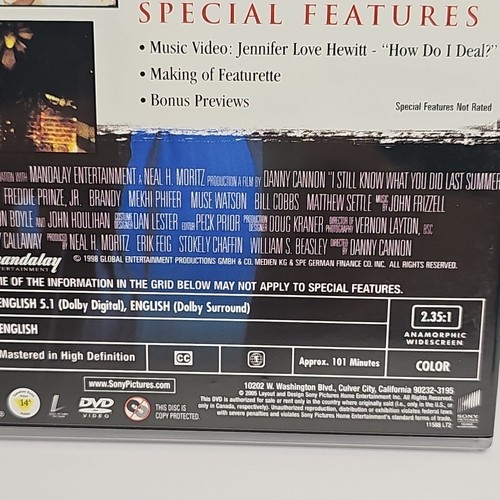 SPECIAL FEATURES
• Music Video: Jennifer Love Hewitt - “How Do I Deal?”
• Making of Featurette
• Bonus Previews
Special Features Not Rated
WITH MANDALAY ENTERTAINMENT & NEAL H. MORITZ PRODUCTION A FILM BY DANNY CANNON "I STILL KNOW WHAT YOU DID LAST SUMMER
FREDDIE PRINZE, JR. BRANDY MEKHI PHIFER MUSE WATSON BILL COBBS MATTHEW SETTLE MUSIC BY JOHN FRIZZELL
BOYLE AND JOHN HOULIHAN COSTUME DESIGN DAN LESTER EDITOR PECK PRIOR PRODUCTION DESIGNER DOUG KRANER DIRECTOR OF PHOTOGRAPHY VERNON LAYTON, BSC
CALLAWAY PRODUCED BY NEAL H. MORITZ ERIK FEIG STOKELY CHAFFIN WILLIAM S. BEASLEY DIRECTED BY DANNY CANNON
mandalay
ENTERTAINMENT
© 1998 GLOBAL ENTERTAINMENT PRODUCTIONS GMBH & CO. MEDIEN KG & SPE GERMAN FINANCE CO. INC. ALL RIGHTS RESERVED.
ME OF THE INFORMATION IN THE GRID BELOW MAY NOT APPLY TO SPECIAL FEATURES.
ENGLISH 5.1 (Dolby Digital), ENGLISH (Dolby Surround)
ENGLISH
2.35:1
ANAMORPHIC
WIDESCREEN
Mastered in High Definition
CC
Approx. 101 Minutes
COLOR
www.SonyPictures.com
14A
DVD
VIDEO
THIS DISC IS
COPY PROTECTED.
10202 W. Washington Blvd., Culver City, California 90232-3195
© 2005 Layout and Design Sony Pictures Home Entertainment Inc. All Rights Reserved.
This DVD is authorized for sale or rent only in the country where originally sold (i.e., only in the U.S., or
only in Canada, respectively). Unauthorized reproduction, distribution or exhibition violates federal laws
with severe penalties and violates Sony Pictures Home Entertainment's standard terms of trade.
11588 LT2
SONY